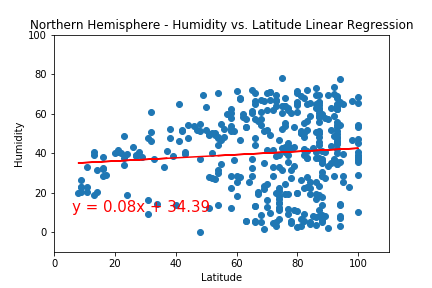 Northern Hemisphere - Humidity vs. Latitude Linear Regression
100
80
60
40
20
0
Humidity
y = 0.08x + 34.39
0 20 40 60 80 100
Latitude